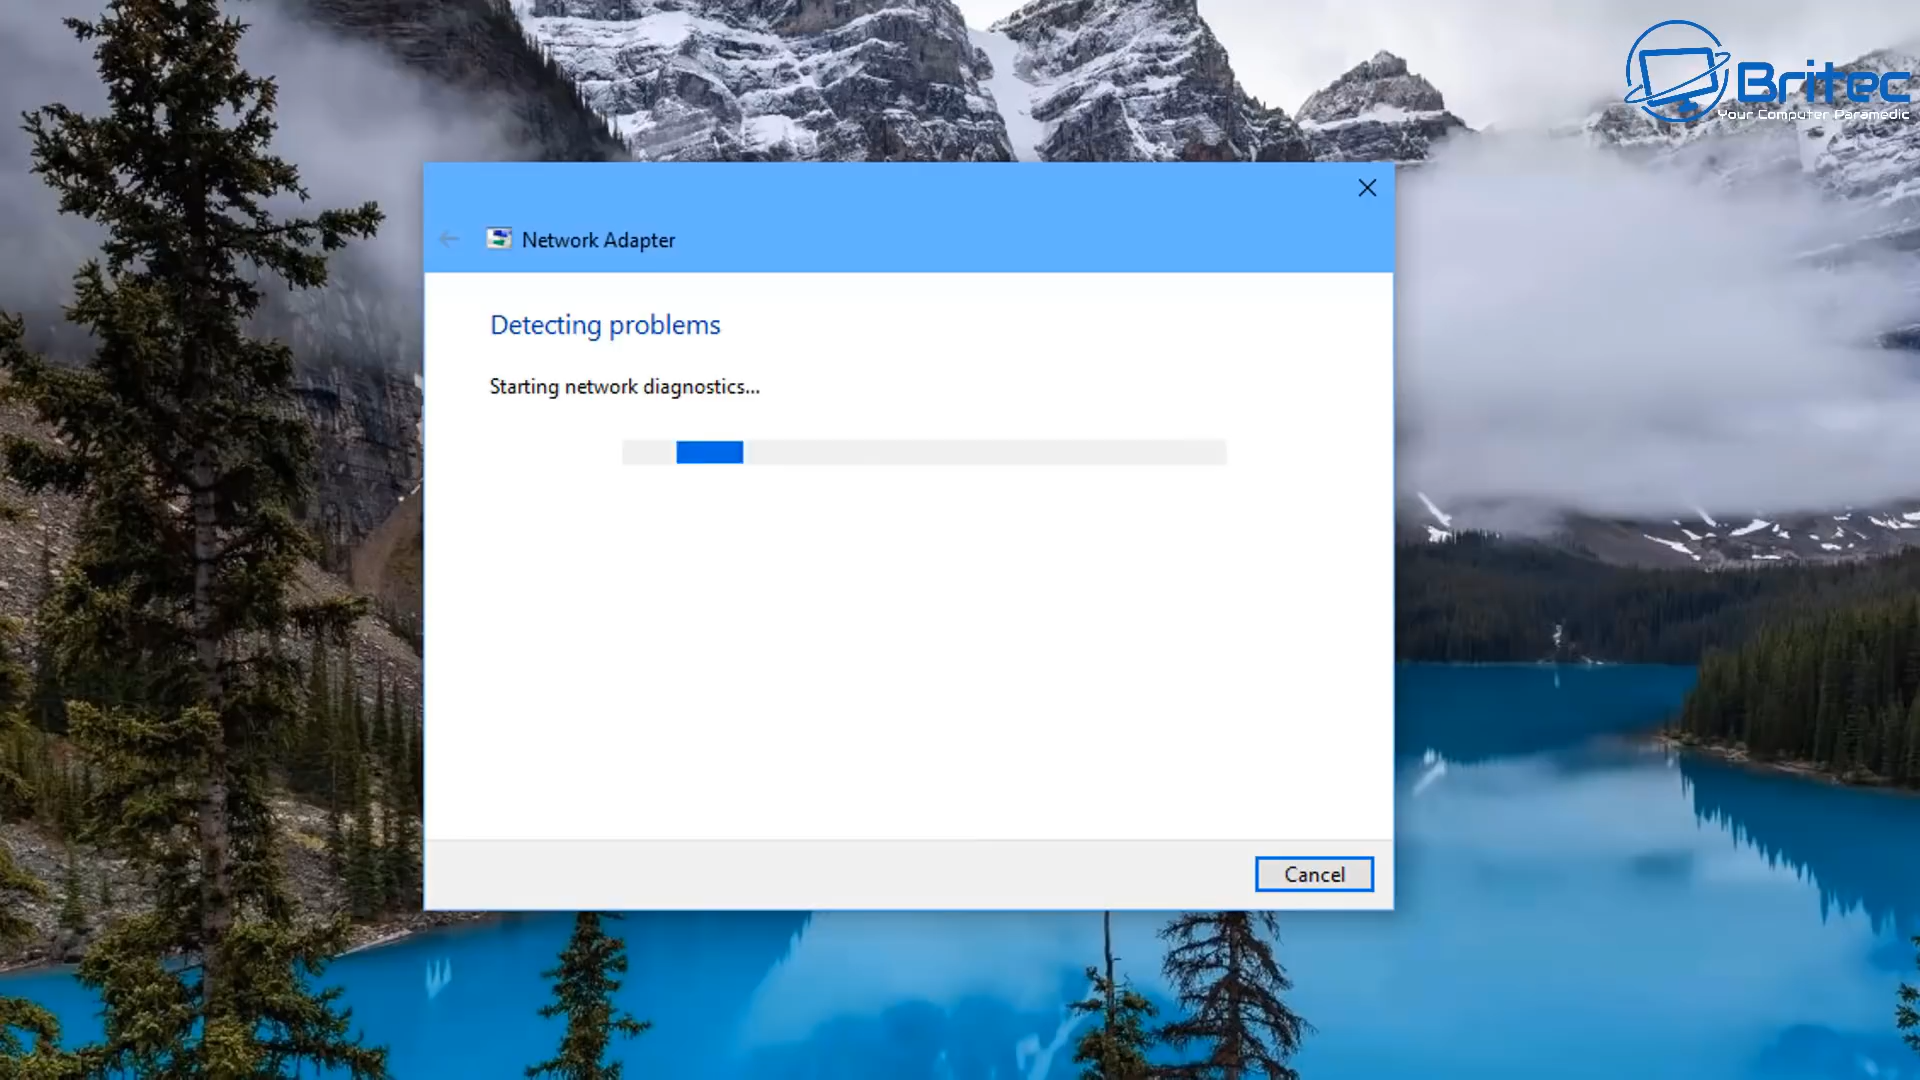 Britec
Your Computer Paramedic
Network Adapter
Detecting problems
Starting network diagnostics...
Cancel